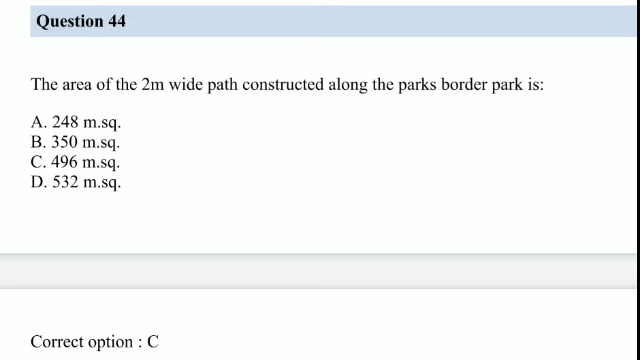 Question 44
The area of the 2m wide path constructed along the parks border park is:
A. 248 m.sq.
B. 350 m.sq.
C. 496 m.sq.
D. 532 m.sq.
Correct option : C